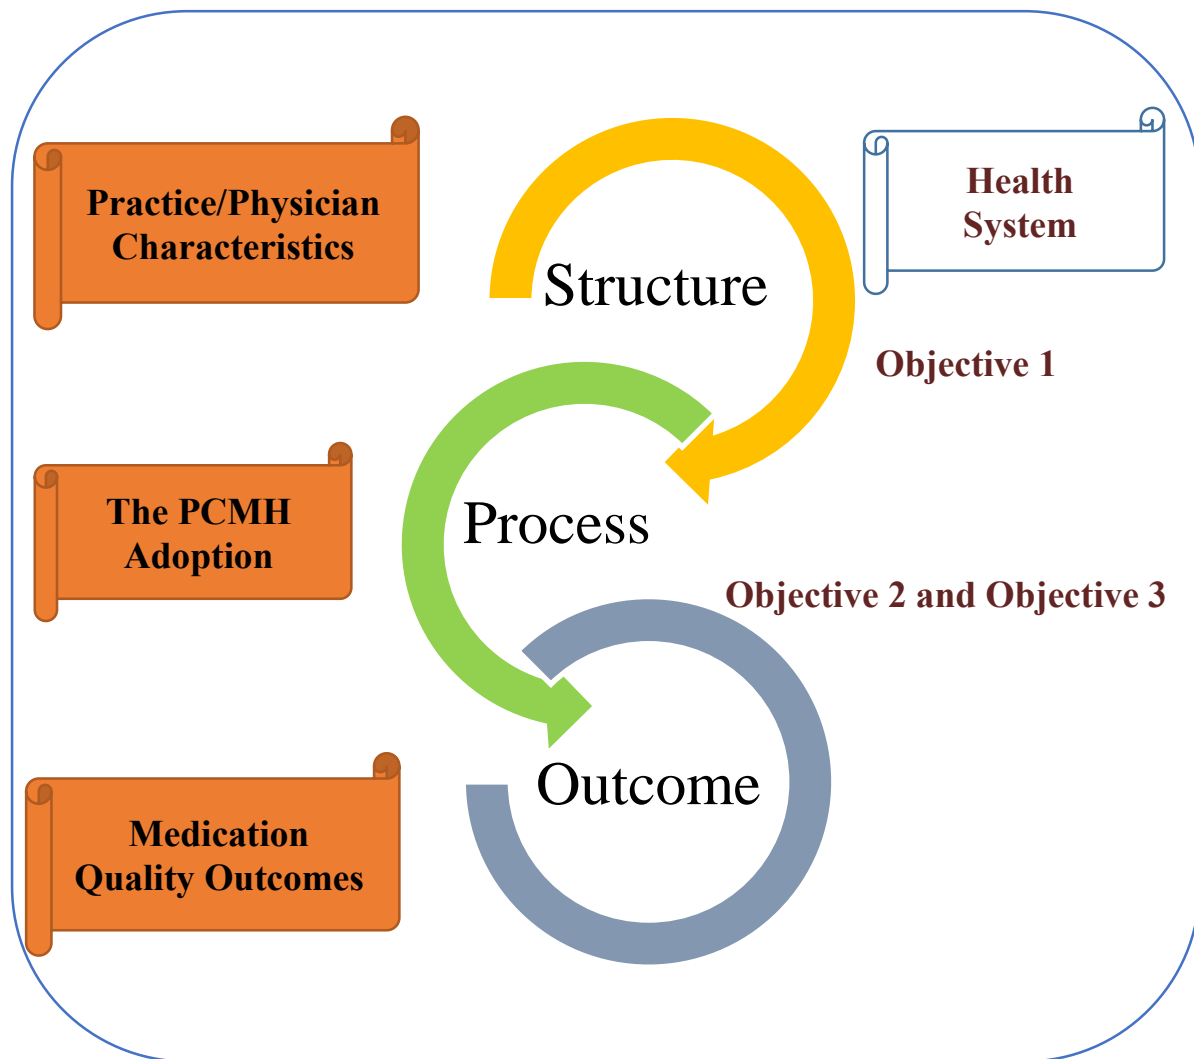 Practice/Physician
Characteristics
Structure
Health
System
Objective 1
The PCMH
Adoption
Process
Objective 2 and Objective 3
Medication
Quality Outcomes
Outcome